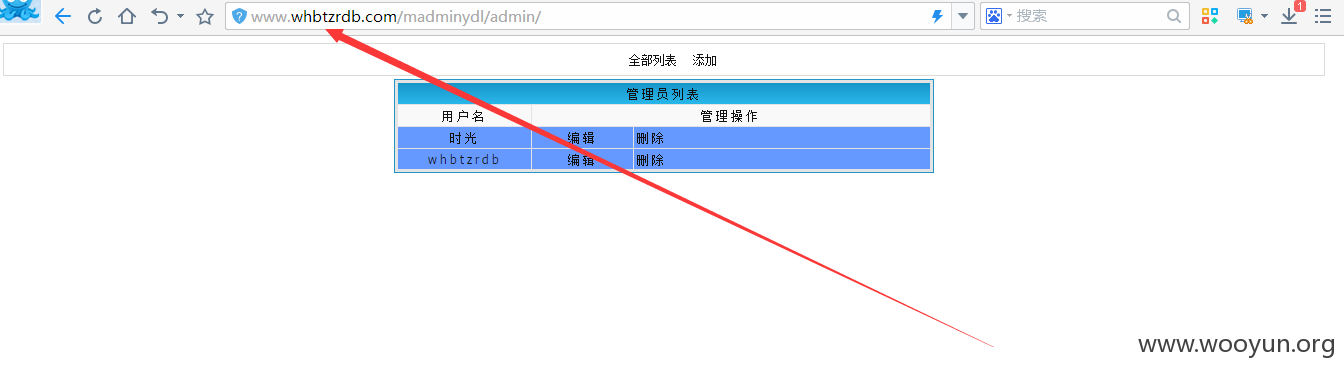 www.whbtzrdb.com/madminydl/admin/
搜索
1
全部列表 添加
管理员列表
用户名 管理操作
时光 编辑 删除
whbtzrdb 编辑 删除
www.wooyun.org